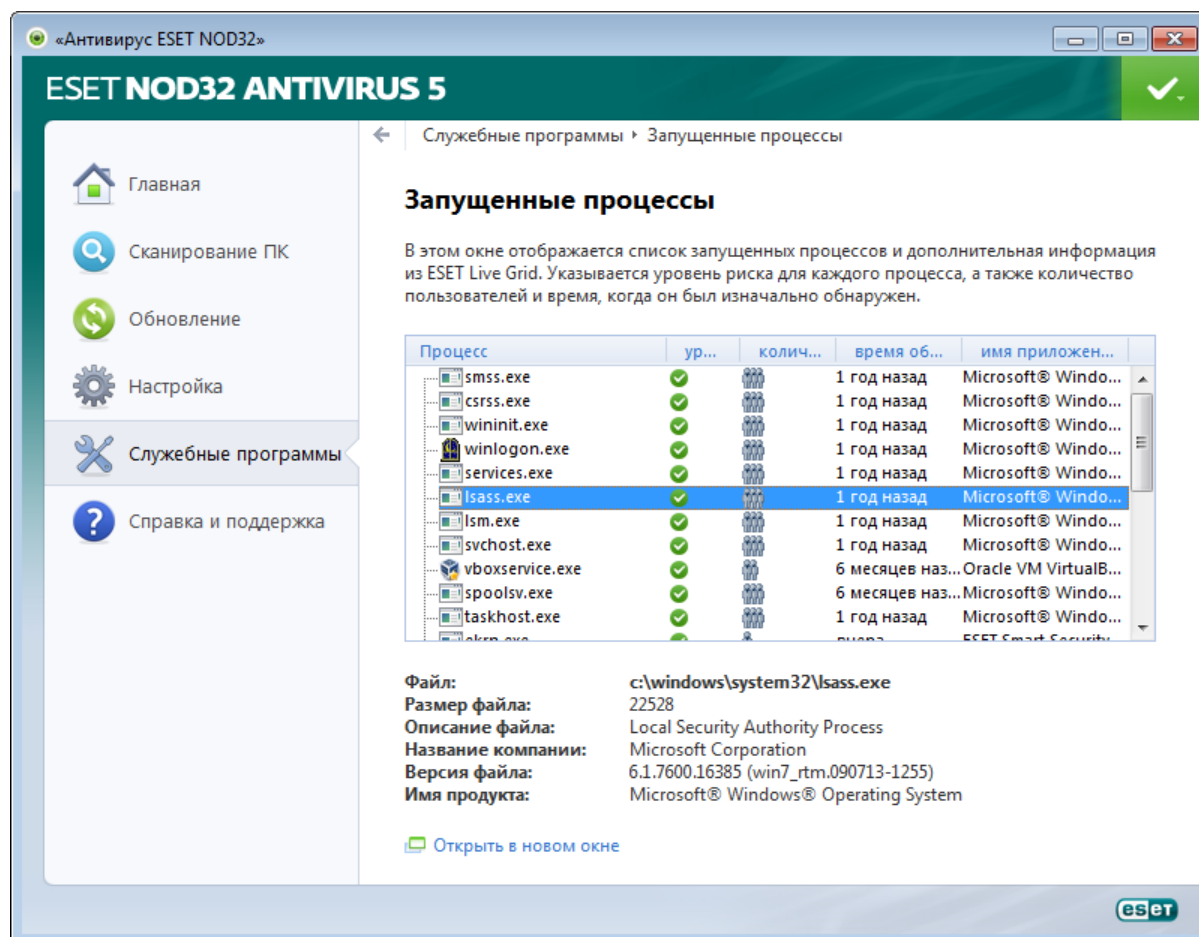 «Антивирус ESET NOD32»
ESET NOD32 ANTIVIRUS 5
Главная
Сканирование ПК
Обновление
Настройка
Служебные программы
Справка и поддержка
Служебные программы Запущенные процессы
Запущенные процессы
В этом окне отображается список запущенных процессов и дополнительная информация
из ESET Live Grid. Указывается уровень риска для каждого процесса, а также количество
пользователей и время, когда он был изначально обнаружен.
Процесс ур... колич... время об... имя приложен...
smss.exe 1 год назад Microsoft® Windo...
csrss.exe 1 год назад Microsoft® Windo...
wininit.exe 1 год назад Microsoft® Windo...
winlogon.exe 1 год назад Microsoft® Windo...
services.exe 1 год назад Microsoft® Windo...
lsass.exe 1 год назад Microsoft® Windo...
lsm.exe 1 год назад Microsoft® Windo...
svchost.exe 1 год назад Microsoft® Windo...
vboxservice.exe 6 месяцев наз... Oracle VM VirtualB...
spoolsv.exe 6 месяцев наз... Microsoft® Windo...
taskhost.exe 1 год назад Microsoft® Windo...
ekrn.exe вчера ESET Smart Security
Файл: c:\windows\system32\lsass.exe
Размер файла: 22528
Описание файла: Local Security Authority Process
Название компании: Microsoft Corporation
Версия файла: 6.1.7600.16385 (win7_rtm.090713-1255)
Имя продукта: Microsoft® Windows® Operating System
Открыть в новом окне
eset